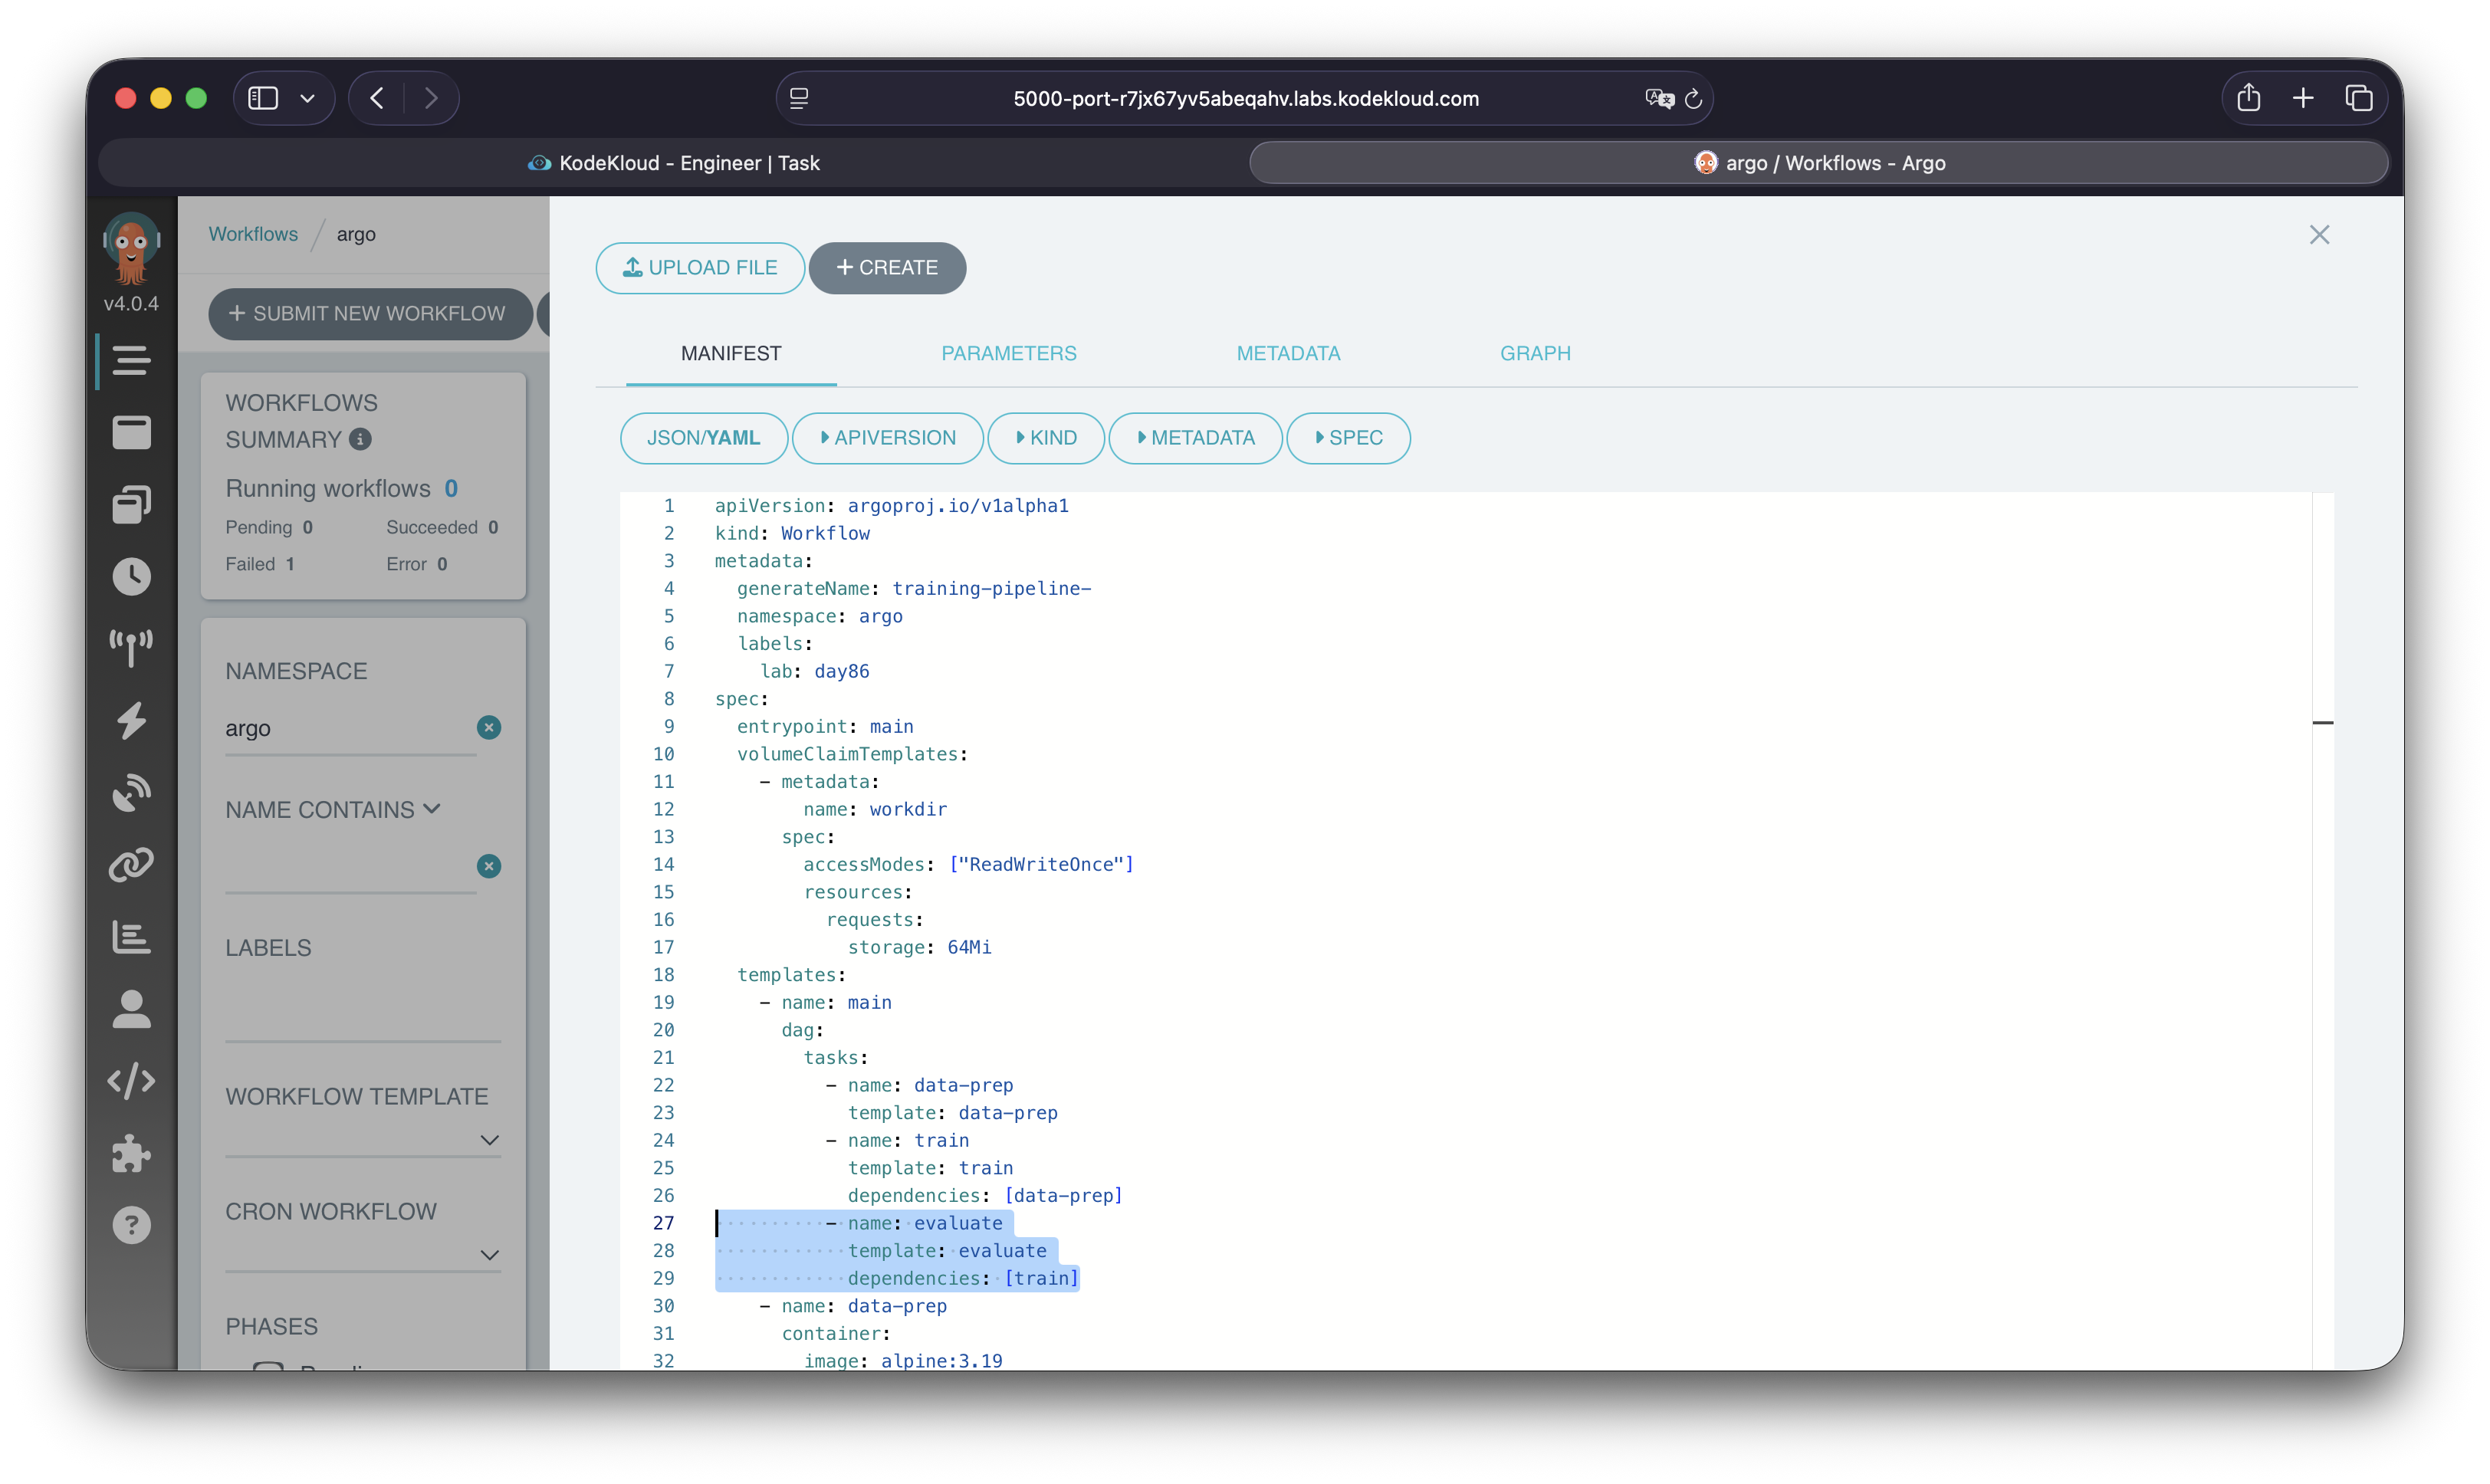 5000-port-r7jx67yv5abeqahv.labs.kodekloud.com
KodeKloud - Engineer | Task
argo / Workflows - Argo
v4.0.4
Workflows / argo
+ SUBMIT NEW WORKFLOW
WORKFLOWS
SUMMARY
Running workflows 0
Pending 0 Succeeded 0
Failed 1 Error 0
NAMESPACE
argo
NAME CONTAINS
LABELS
WORKFLOW TEMPLATE
CRON WORKFLOW
PHASES
UPLOAD FILE + CREATE
MANIFEST PARAMETERS METADATA GRAPH
JSON/YAML APIVERSION KIND METADATA SPEC
1 apiVersion: argoproj.io/v1alpha1
2 kind: Workflow
3 metadata:
4   generateName: training-pipeline-
5   namespace: argo
6   labels:
7     lab: day86
8 spec:
9   entrypoint: main
10   volumeClaimTemplates:
11     - metadata:
12         name: workdir
13       spec:
14         accessModes: ["ReadWriteOnce"]
15         resources:
16           requests:
17             storage: 64Mi
18   templates:
19     - name: main
20       dag:
21         tasks:
22           - name: data-prep
23             template: data-prep
24           - name: train
25             template: train
26             dependencies: [data-prep]
27           - name: evaluate
28             template: evaluate
29             dependencies: [train]
30     - name: data-prep
31       container:
32         image: alpine:3.19